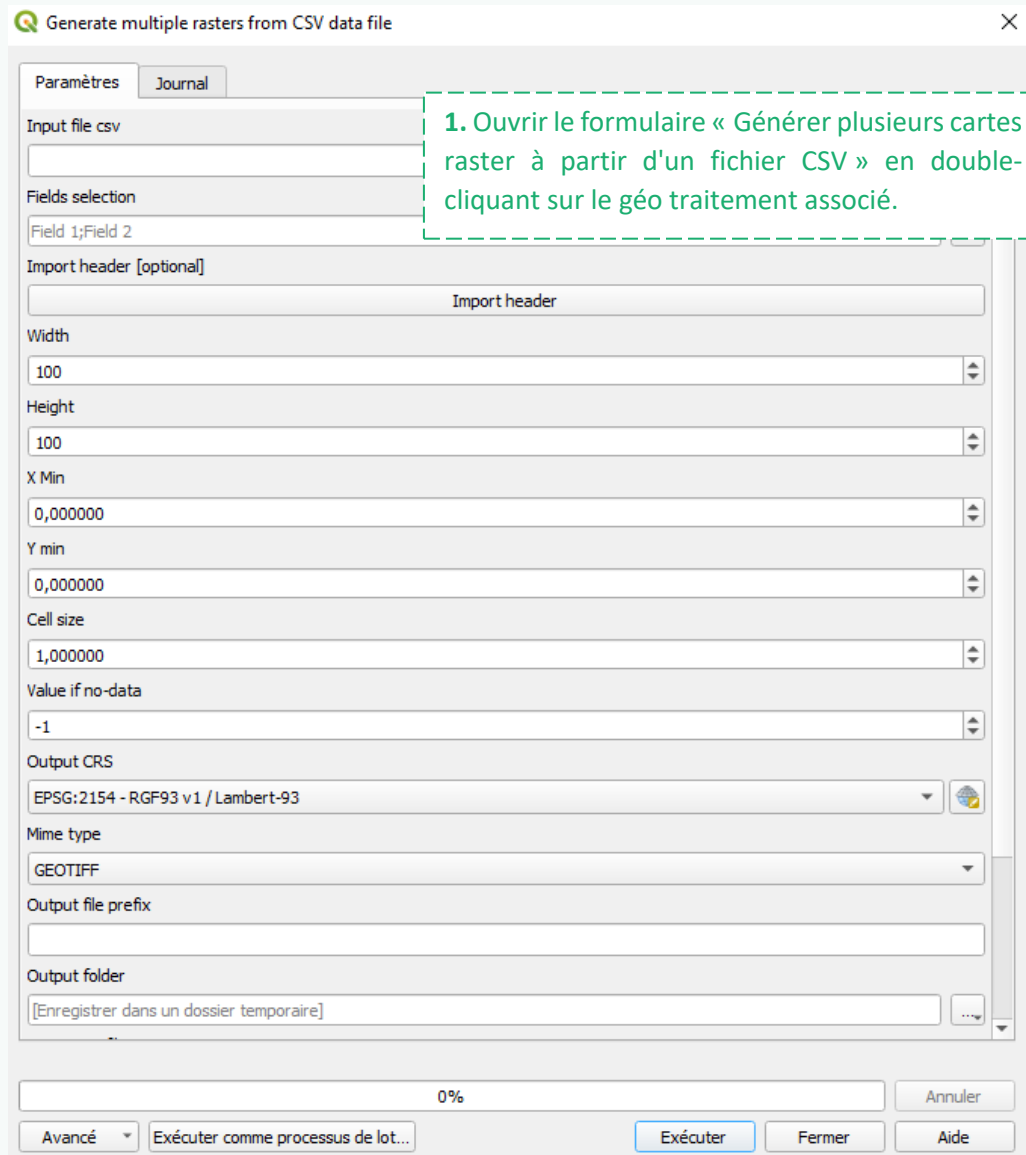 Generate multiple rasters from CSV data file
Paramètres
Journal
Input file csv
1. Ouvrir le formulaire « Générer plusieurs cartes
raster à partir d'un fichier CSV » en double-
cliquant sur le géo traitement associé.
Fields selection
Field 1;Field 2
Import header [optional]
Import header
Width
100
Height
100
X Min
0,000000
Y min
0,000000
Cell size
1,000000
Value if no-data
-1
Output CRS
EPSG:2154 - RGF93 v1 / Lambert-93
Mime type
GEOTIFF
Output file prefix
Output folder
[Enregistrer dans un dossier temporaire]
...
0%
Annuler
Avancé
Exécuter comme processus de lot...
Exécuter
Fermer
Aide